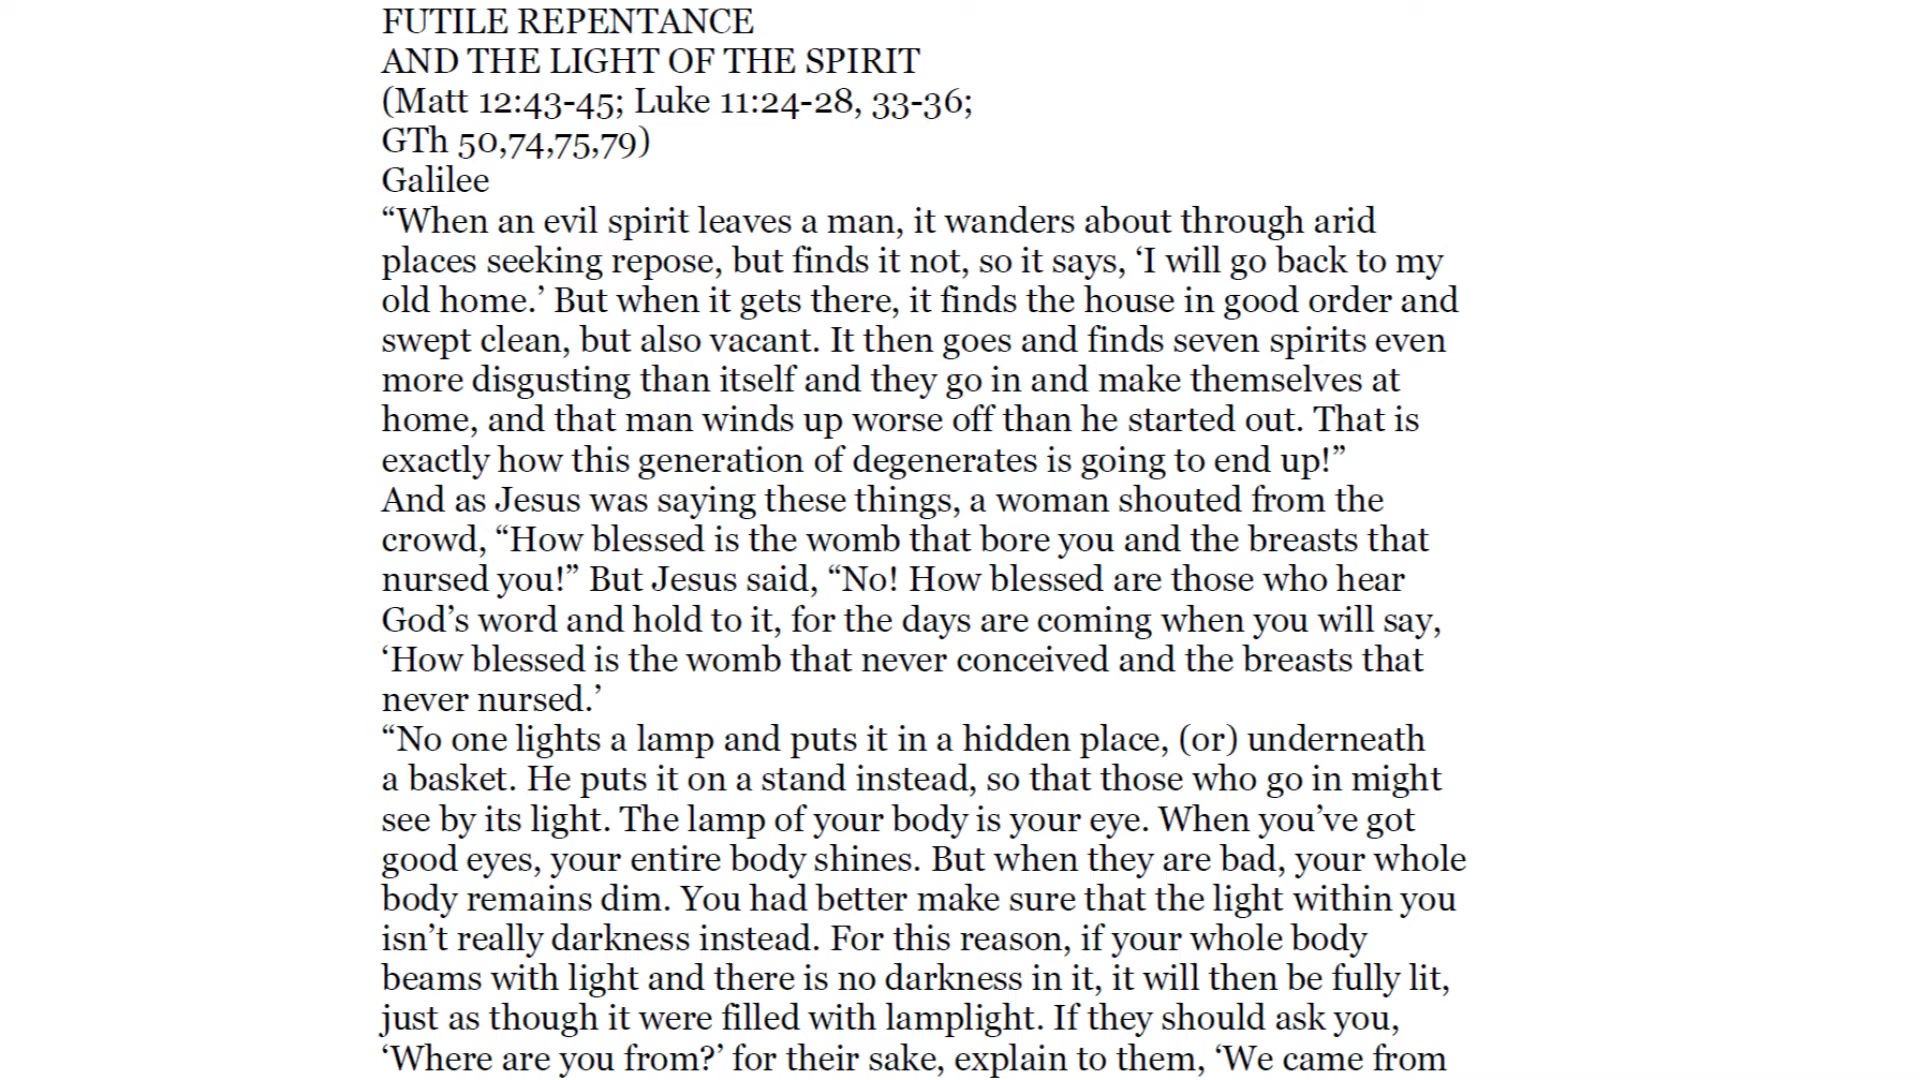 FUTILE REPENTANCE
AND THE LIGHT OF THE SPIRIT
(Matt 12:43-45; Luke 11:24-28, 33-36;
GTh 50,74,75,79)
Galilee
“When an evil spirit leaves a man, it wanders about through arid
places seeking repose, but finds it not, so it says, ‘I will go back to my
old home.’ But when it gets there, it finds the house in good order and
swept clean, but also vacant. It then goes and finds seven spirits even
more disgusting than itself and they go in and make themselves at
home, and that man winds up worse off than he started out. That is
exactly how this generation of degenerates is going to end up!”
And as Jesus was saying these things, a woman shouted from the
crowd, “How blessed is the womb that bore you and the breasts that
nursed you!” But Jesus said, “No! How blessed are those who hear
God’s word and hold to it, for the days are coming when you will say,
‘How blessed is the womb that never conceived and the breasts that
never nursed.’
“No one lights a lamp and puts it in a hidden place, (or) underneath
a basket. He puts it on a stand instead, so that those who go in might
see by its light. The lamp of your body is your eye. When you’ve got
good eyes, your entire body shines. But when they are bad, your whole
body remains dim. You had better make sure that the light within you
isn’t really darkness instead. For this reason, if your whole body
beams with light and there is no darkness in it, it will then be fully lit,
just as though it were filled with lamplight. If they should ask you,
‘Where are you from?’ for their sake, explain to them, ‘We came from